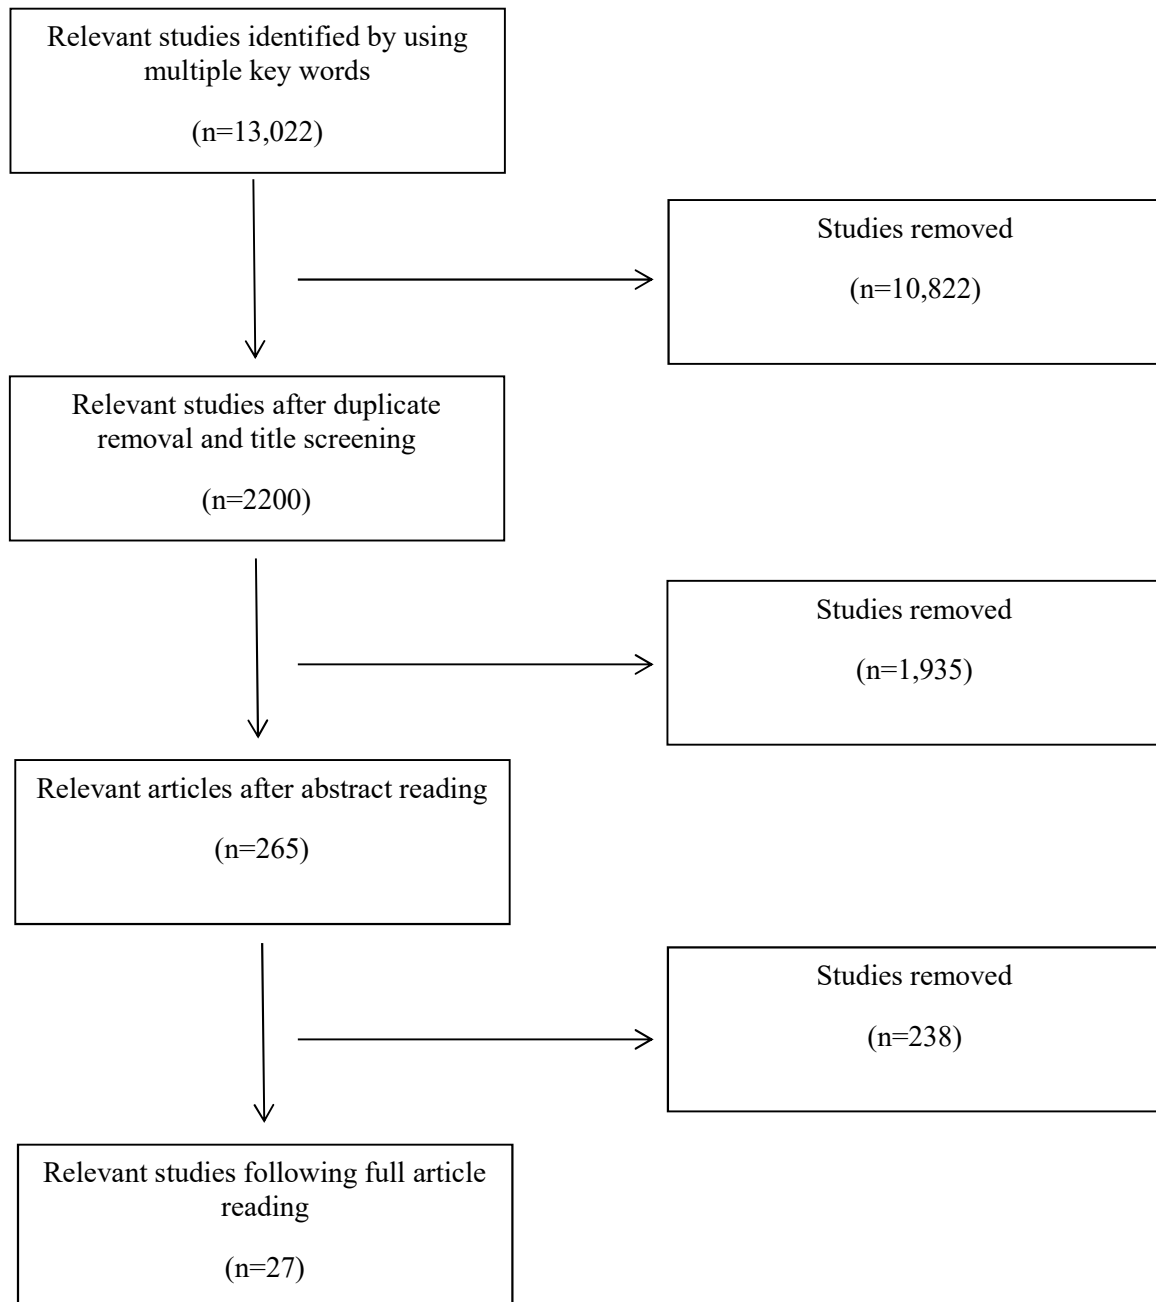 Relevant studies identified by using
multiple key words
(n=13,022)
Studies removed
(n=10,822)
Relevant studies after duplicate
removal and title screening
(n=2200)
Studies removed
(n=1,935)
Relevant articles after abstract reading
(n=265)
Studies removed
(n=238)
Relevant studies following full article
reading
(n=27)